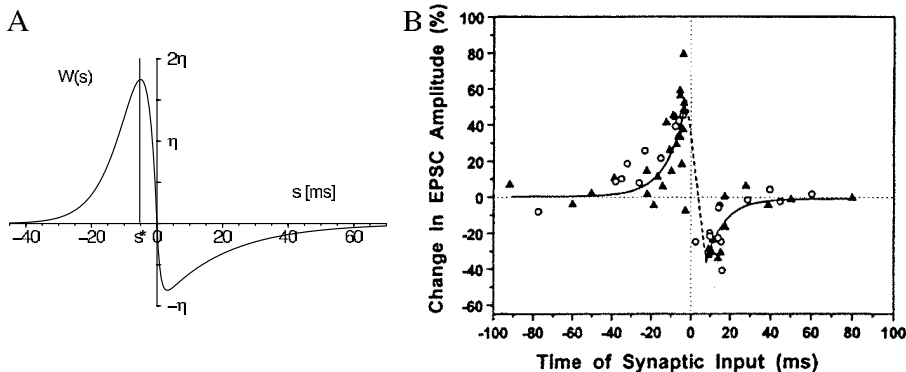 A
W(s)
2η
η
s [ms]
-40
-20
s*
0
20
40
60
-η
B
Change in EPSC Amplitude (%)
100
80
60
40
20
0
-20
-40
-60
-100
-80
-60
-40
-20
0
20
40
60
80
100
Time of Synaptic Input (ms)